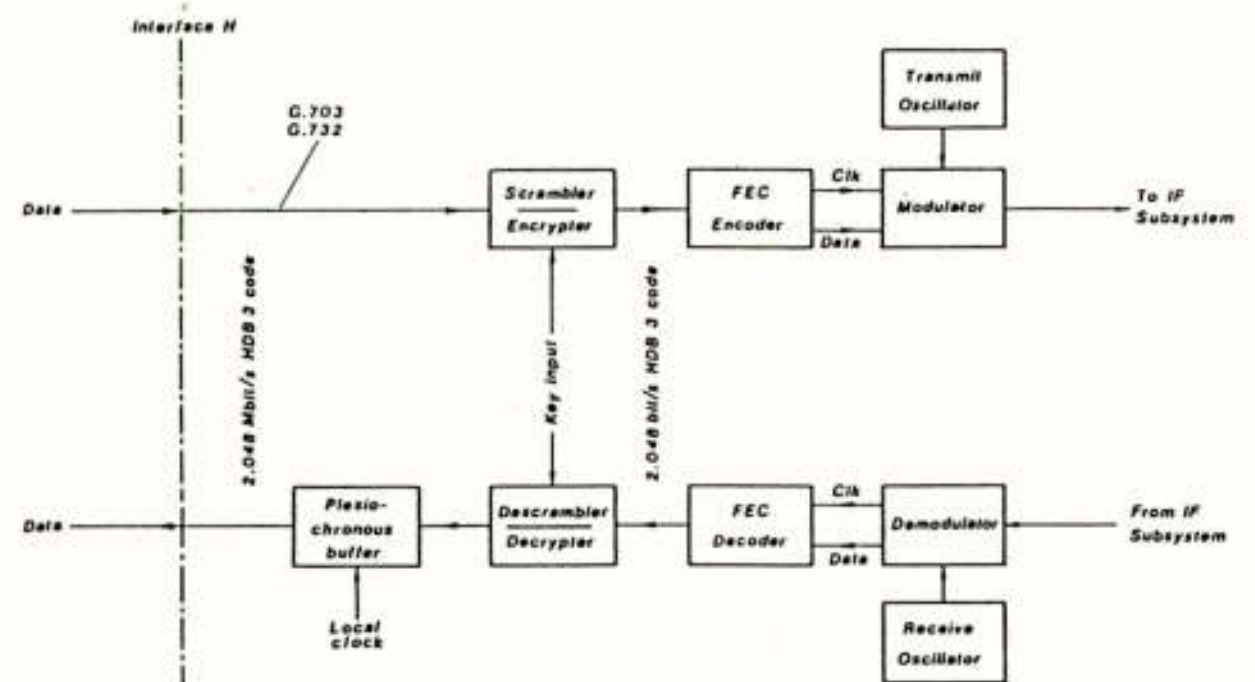 Interface H
G.703
G.732
Transmit
Oscillator
Data
Scrambler
Encrypter
FEC
Encoder
Clk
Data
Modulator
To IF
Subsystem
2.048 Mbit/s HDB 3 code
Key input
2.048 bit/s HDB 3 code
Data
Plesio-
chronous
buffer
Descrambler
Decrypter
FEC
Decoder
Clk
Data
Demodulator
From IF
Subsystem
Local
clock
Receive
Oscillator